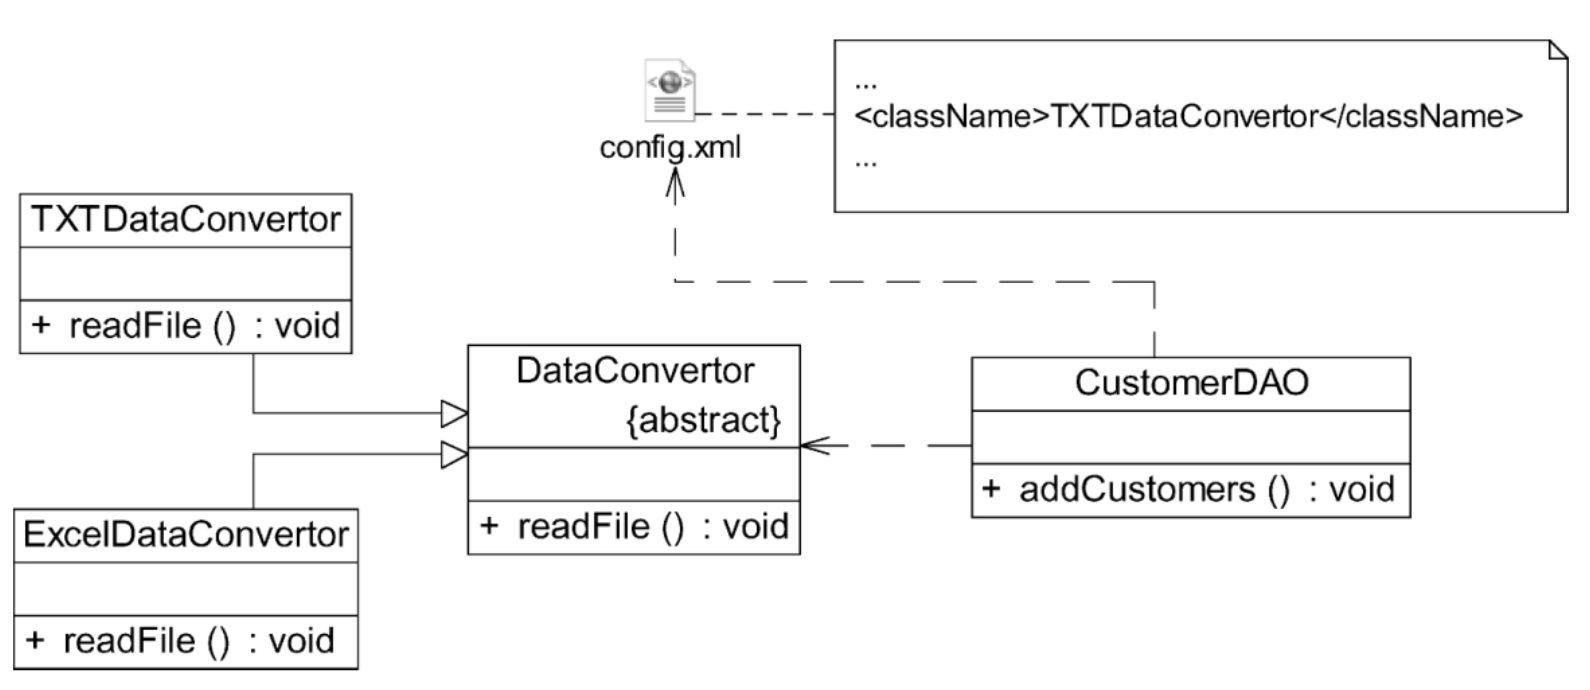 ...
<className>TXTDataConvertor</className>
...
config.xml
TXTDataConvertor
+ readFile () : void
DataConvertor
{abstract}
+ readFile () : void
CustomerDAO
+ addCustomers () : void
ExcelDataConvertor
+ readFile () : void